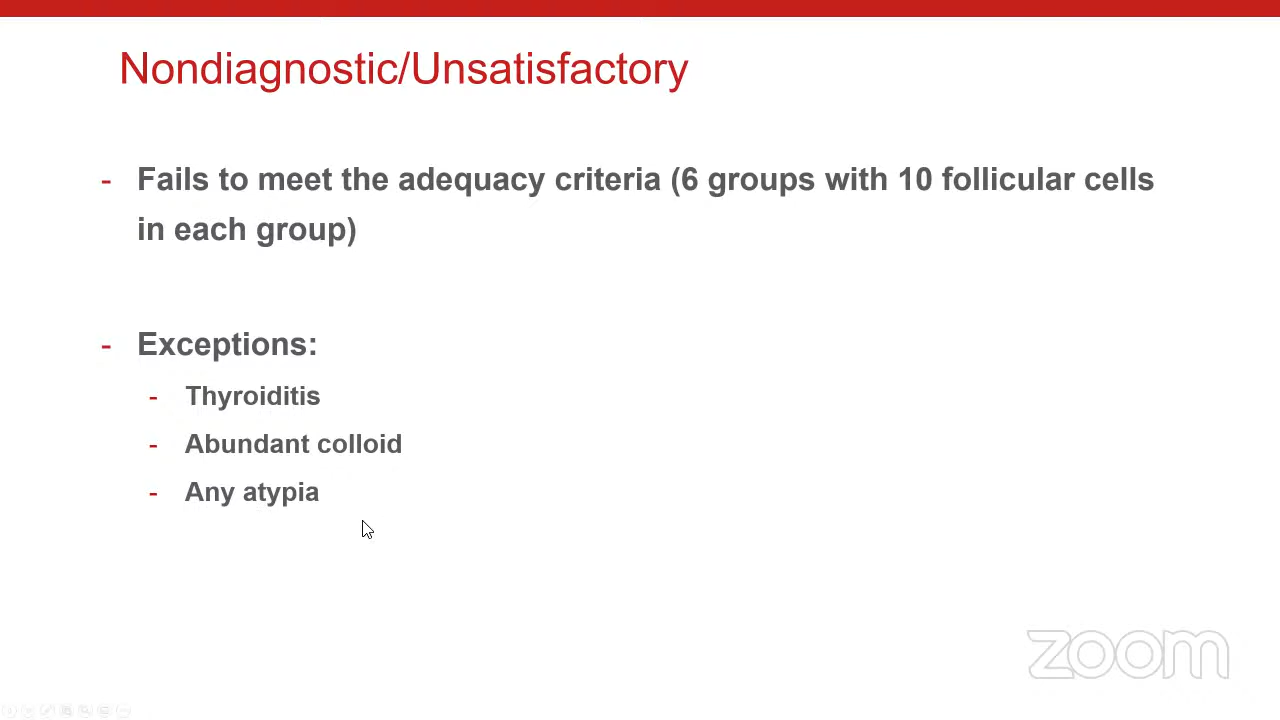 Nondiagnostic/Unsatisfactory
- Fails to meet the adequacy criteria (6 groups with 10 follicular cells
in each group)
- Exceptions:
- Thyroiditis
- Abundant colloid
- Any atypia
zoom